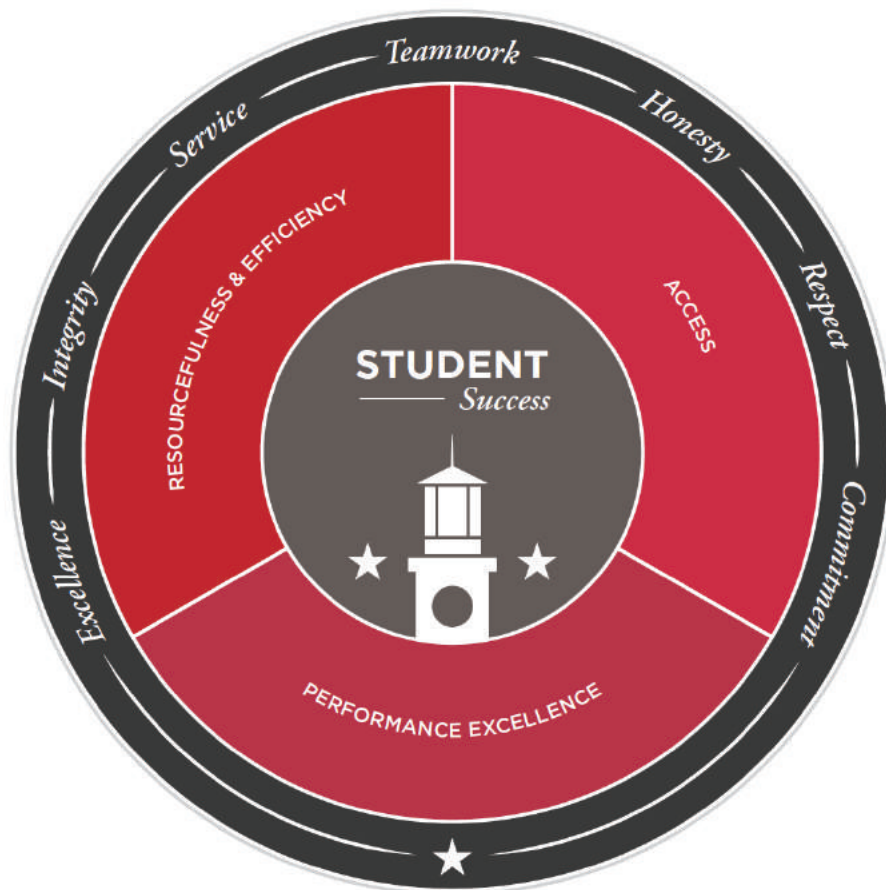 Excellence
Integrity
Service
Teamwork
Honesty
Respect
Commitment
RESOURCEFULNESS & EFFICIENCY
ACCESS
PERFORMANCE EXCELLENCE
STUDENT
Success